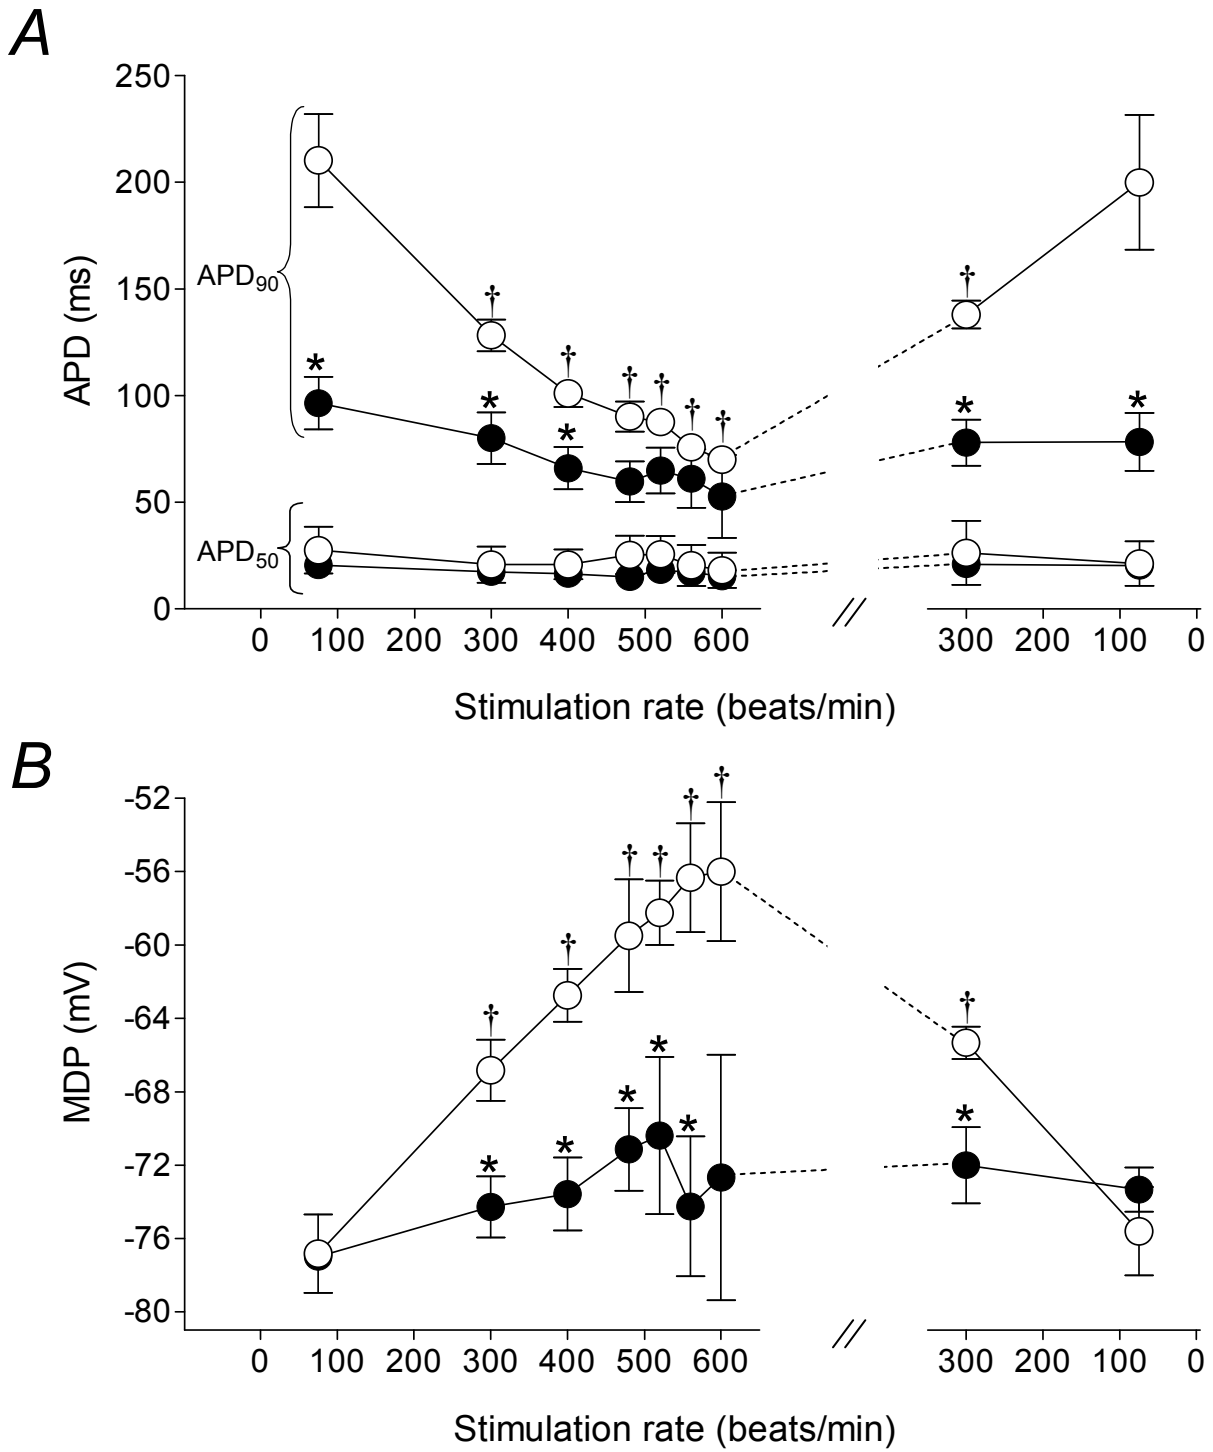 A
250
200
150
100
50
0
APD (ms)
APD90
APD50
† † † † † † †
* * * * *
0 100 200 300 400 500 600 // 300 200 100 0
Stimulation rate (beats/min)
B
-52
-56
-60
-64
-68
-72
-76
-80
MDP (mV)
† † † † † † †
* * * * * *
0 100 200 300 400 500 600 // 300 200 100 0
Stimulation rate (beats/min)